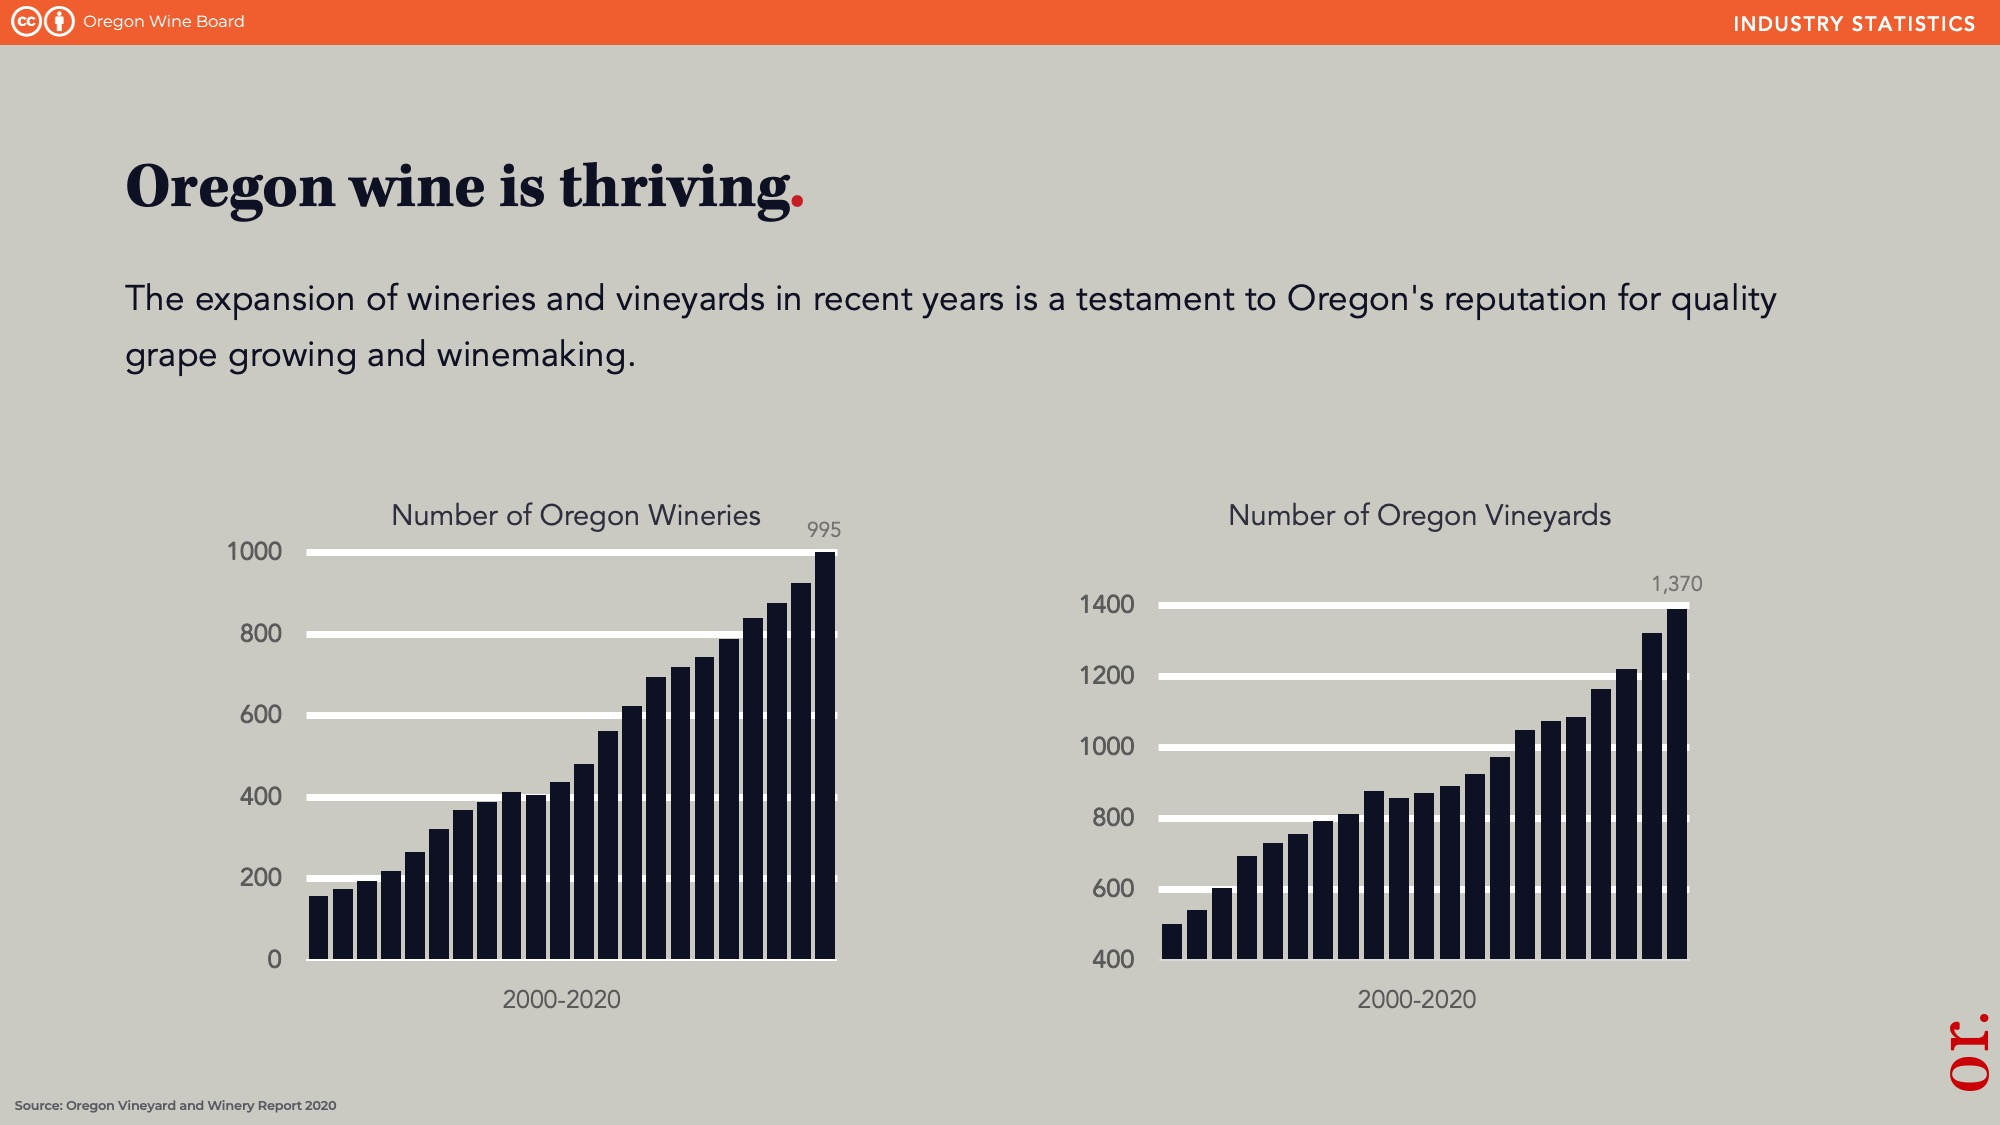 cc Oregon Wine Board
INDUSTRY STATISTICS
Oregon wine is thriving.
The expansion of wineries and vineyards in recent years is a testament to Oregon's reputation for quality
grape growing and winemaking.
Number of Oregon Wineries
995
1000
800
600
400
200
0
2000-2020
Number of Oregon Vineyards
1,370
1400
1200
1000
800
600
400
2000-2020
or.
Source: Oregon Vineyard and Winery Report 2020